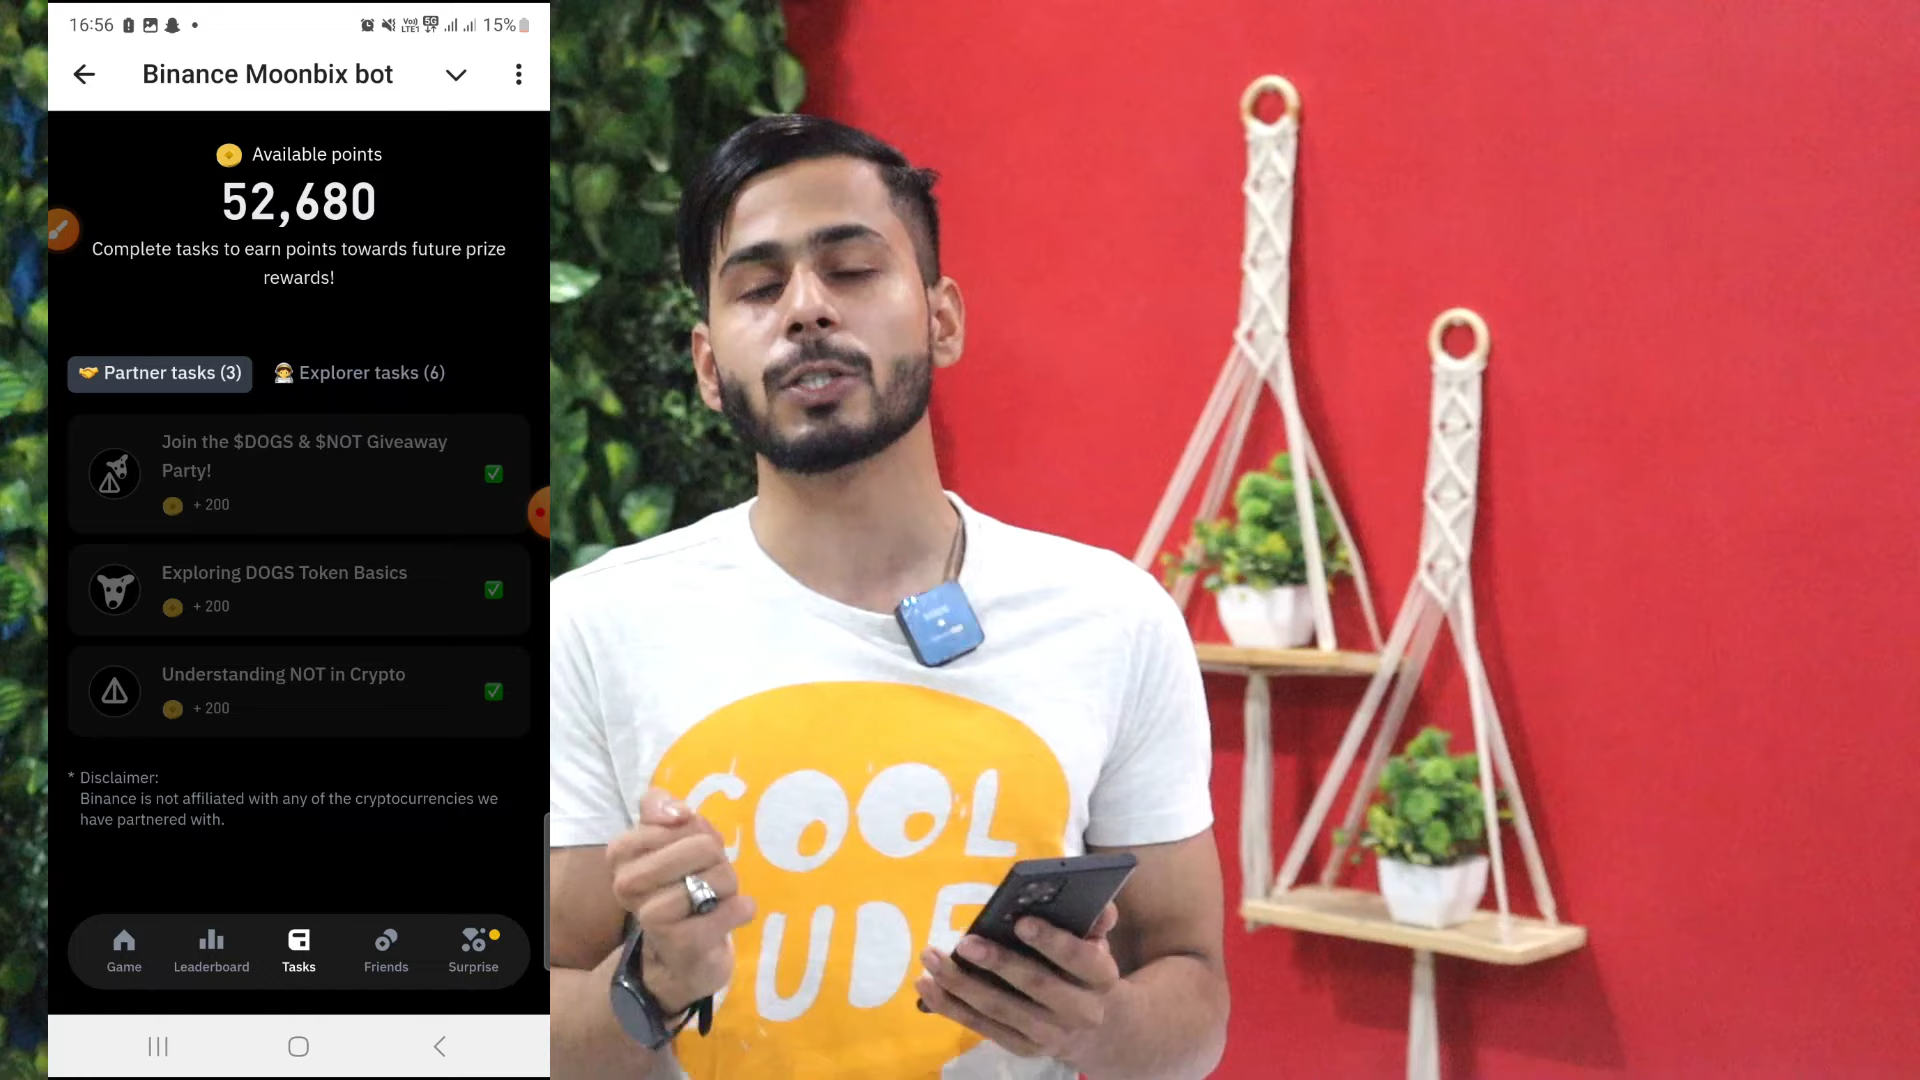 16:56
Vo)) 5G
LTE1
15%
Binance Moonbix bot
Available points
52,680
Complete tasks to earn points towards future prize
rewards!
Partner tasks (3)
Explorer tasks (6)
Join the $DOGS & $NOT Giveaway
Party!
+ 200
Exploring DOGS Token Basics
+ 200
Understanding NOT in Crypto
+ 200
* Disclaimer:
Binance is not affiliated with any of the cryptocurrencies we
have partnered with.
Game
Leaderboard
Tasks
Friends
Surprise
COOL